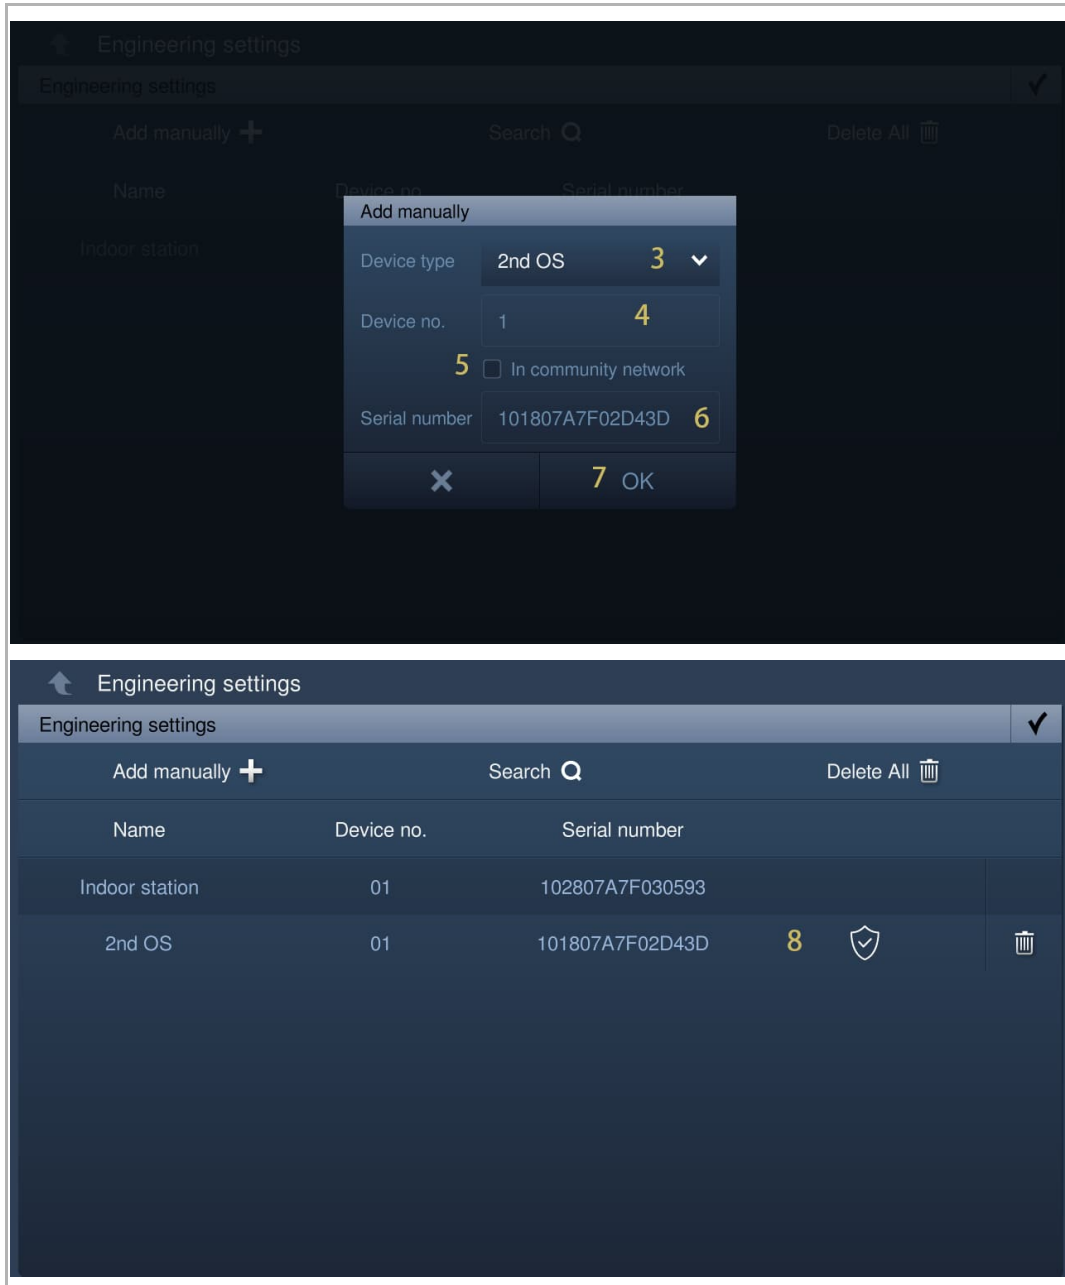 Engineering settings
Engineering settings
Add manually Search Delete All
Name Device no. Serial number
Add manually
Indoor station
Device type 2nd OS 3
Device no. 1 4
5 In community network
Serial number 101807A7F02D43D 6
7 OK
Engineering settings
Engineering settings
Add manually Search Delete All
Name Device no. Serial number
Indoor station 01 102807A7F030593
2nd OS 01 101807A7F02D43D 8